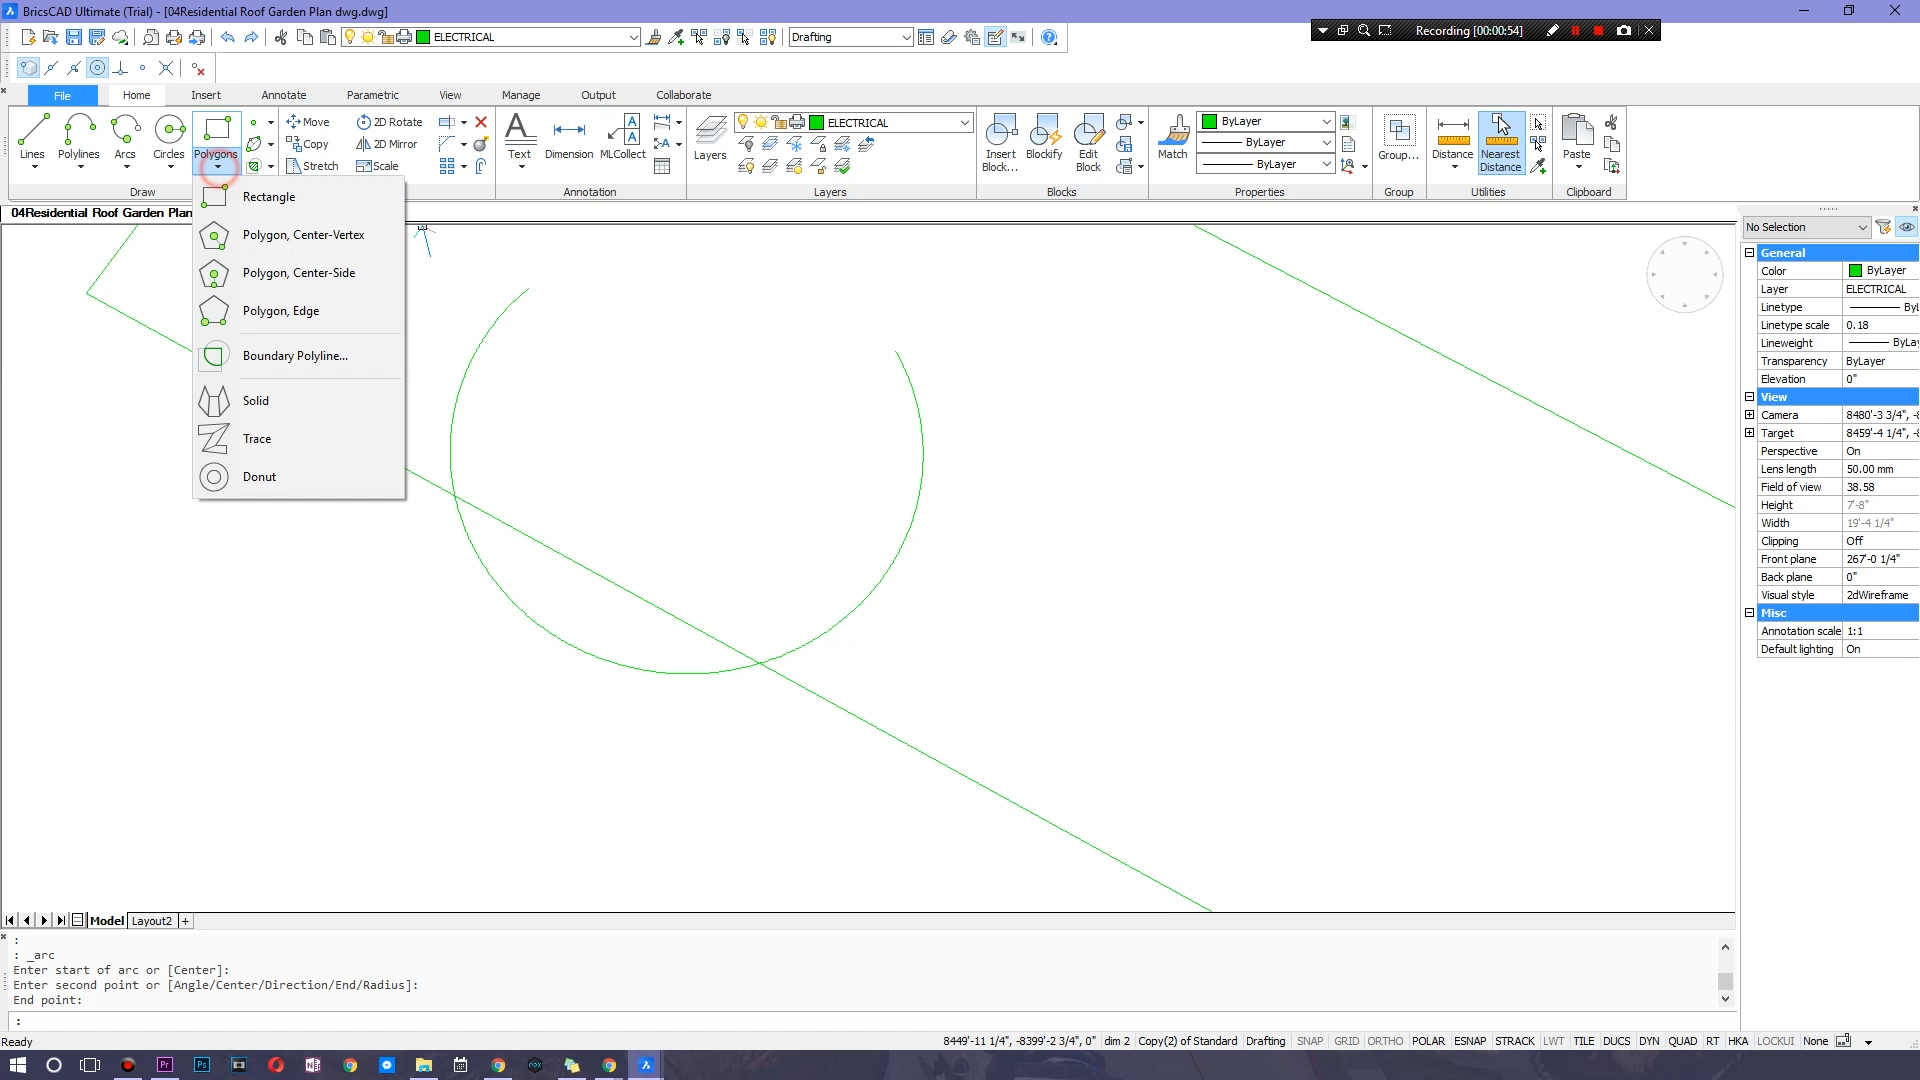 BricsCAD Ultimate (Trial) - [04Residential Roof Garden Plan dwg.dwg]
ELECTRICAL
Drafting
Recording [00:00:54]
File
Home
Insert
Annotate
Parametric
View
Manage
Output
Collaborate
Lines
Polylines
Arcs
Circles
Polygons
Move
Copy
Stretch
2D Rotate
2D Mirror
Scale
Text
Dimension
MLCollect
Layers
ELECTRICAL
Insert
Block...
Blockify
Edit
Block
Match
ByLayer
ByLayer
ByLayer
Group...
Distance
Nearest
Distance
Paste
Draw
Annotation
Layers
Blocks
Properties
Group
Utilities
Clipboard
04Residential Roof Garden Plan
Rectangle
Polygon, Center-Vertex
Polygon, Center-Side
Polygon, Edge
Boundary Polyline...
Solid
Trace
Donut
No Selection
General
Color ByLayer
Layer ELECTRICAL
Linetype
Linetype scale 0.18
Lineweight
Transparency ByLayer
Elevation 0"
View
Camera 8480'-3 3/4",
Target 8459'-4 1/4",
Perspective On
Lens length 50.00 mm
Field of view 38.58
Height 7'-8"
Width 19'-4 1/4"
Clipping Off
Front plane 267'-0 1/4"
Back plane 0"
Visual style 2dWireframe
Misc
Annotation scale 1:1
Default lighting On
Model Layout2 +
:
: _arc
Enter start of arc or [Center]:
Enter second point or [Angle/Center/Direction/End/Radius]:
End point:
:
Ready
8449'-11 1/4", -8399'-2 3/4", 0" dim 2 Copy(2) of Standard Drafting SNAP GRID ORTHO POLAR ESNAP STRACK LWT TILE DUCS DYN QUAD RT HKA LOCKUI None
Pr
Ps